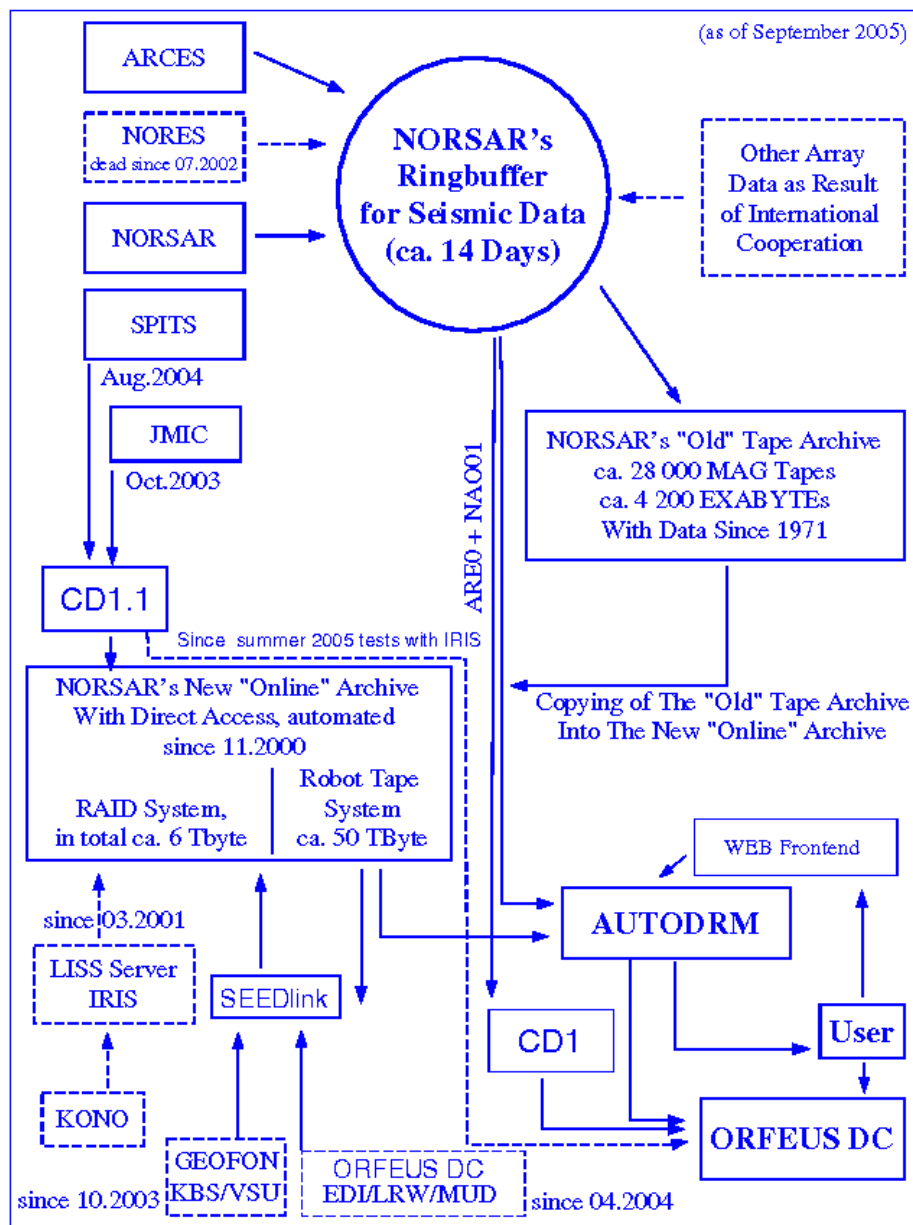 (as of September 2005)
ARCES
NORES
dead since 07.2002
NORSAR
SPITS
NORSAR's
Ringbuffer
for Seismic Data
(ca. 14 Days)
Other Array
Data as Result
of International
Cooperation
Aug.2004
JMIC
Oct.2003
CD1.1
ARE0 + NAO01
NORSAR's "Old" Tape Archive
ca. 28 000 MAG Tapes
ca. 4 200 EXABYTEs
With Data Since 1971
Since summer 2005 tests with IRIS
NORSAR's New "Online" Archive
With Direct Access, automated
since 11.2000
RAID System,
in total ca. 6 Tbyte
Robot Tape
System
ca. 50 TByte
Copying of The "Old" Tape Archive
Into The New "Online" Archive
WEB Frontend
AUTODRM
since 03.2001
LISS Server
IRIS
SEEDlink
CD1
User
KONO
ORFEUS DC
GEOFON
KBS/VSU
since 10.2003
ORFEUS DC
EDI/LRW/MUD
since 04.2004